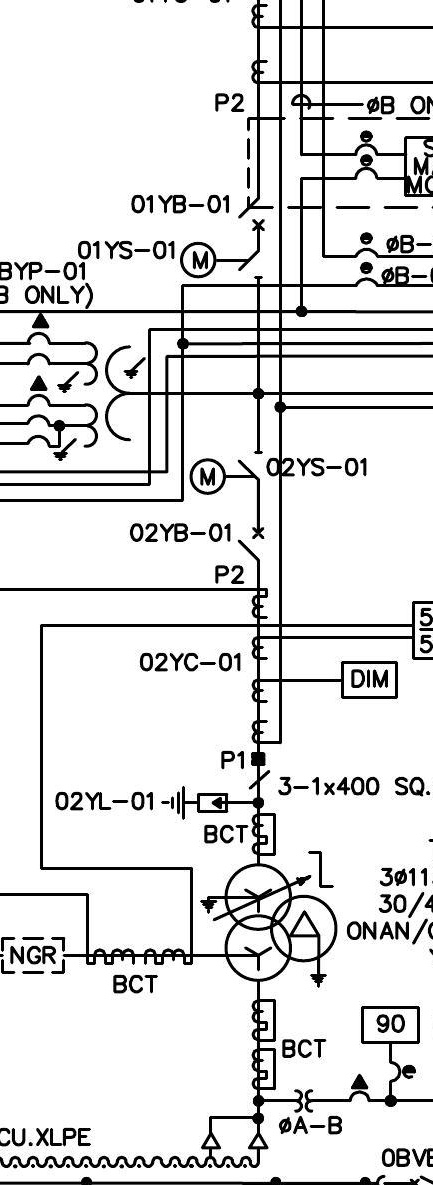 P2
øB ON
01YB-01
01YS-01
M
BYP-01
B ONLY)
øB-
øB-
M
02YS-01
02YB-01
P2
5
5
02YC-01
DIM
P1
3-1x400 SQ.
02YL-01
BCT
3ø11
30/4
ONAN/
NGR
BCT
90
BCT
øA-B
CU.XLPE
0BVE